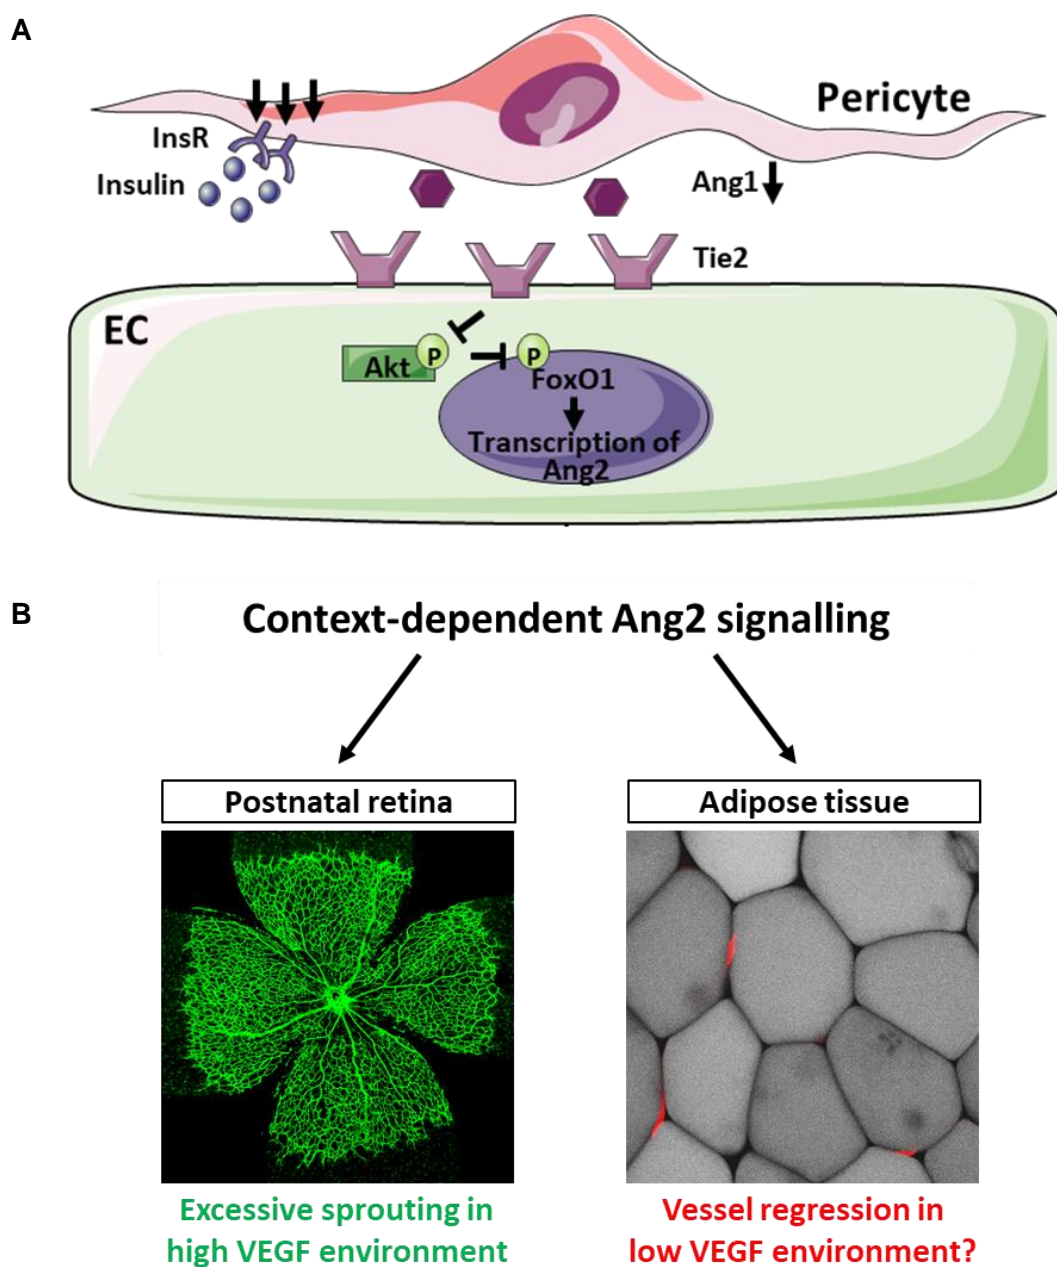 A
Pericyte
InsR
Insulin
Ang1
Tie2
EC
Akt
P
P
FoxO1
Transcription of
Ang2
B
Context-dependent Ang2 signalling
Postnatal retina
Adipose tissue
Excessive sprouting in
high VEGF environment
Vessel regression in
low VEGF environment?